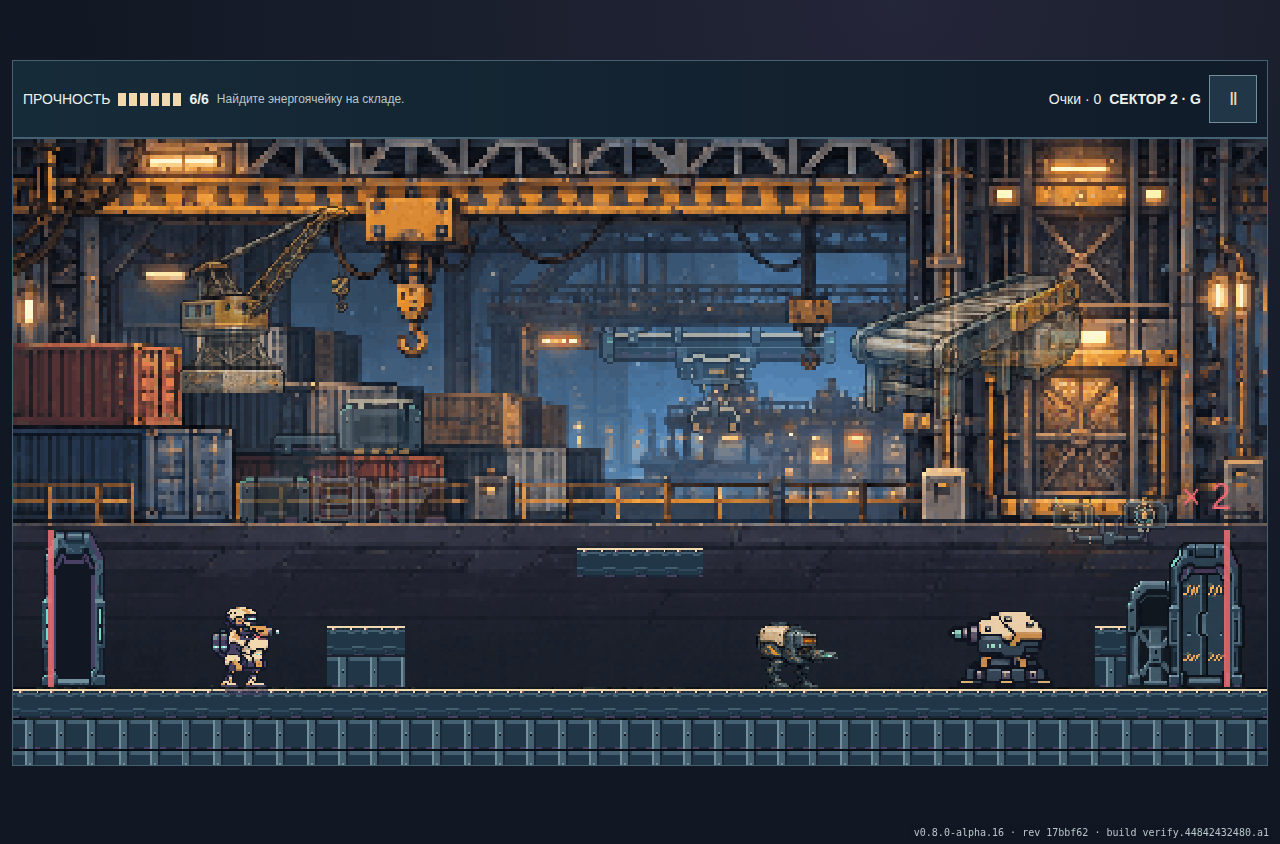 ПРОЧНОСТЬ 6/6 Найдите энергоячейку на складе. Очки · 0 СЕКТОР 2 · G II
× 2
v0.8.0-alpha.16 · rev 17bbf62 · build verify.44842432480.a1